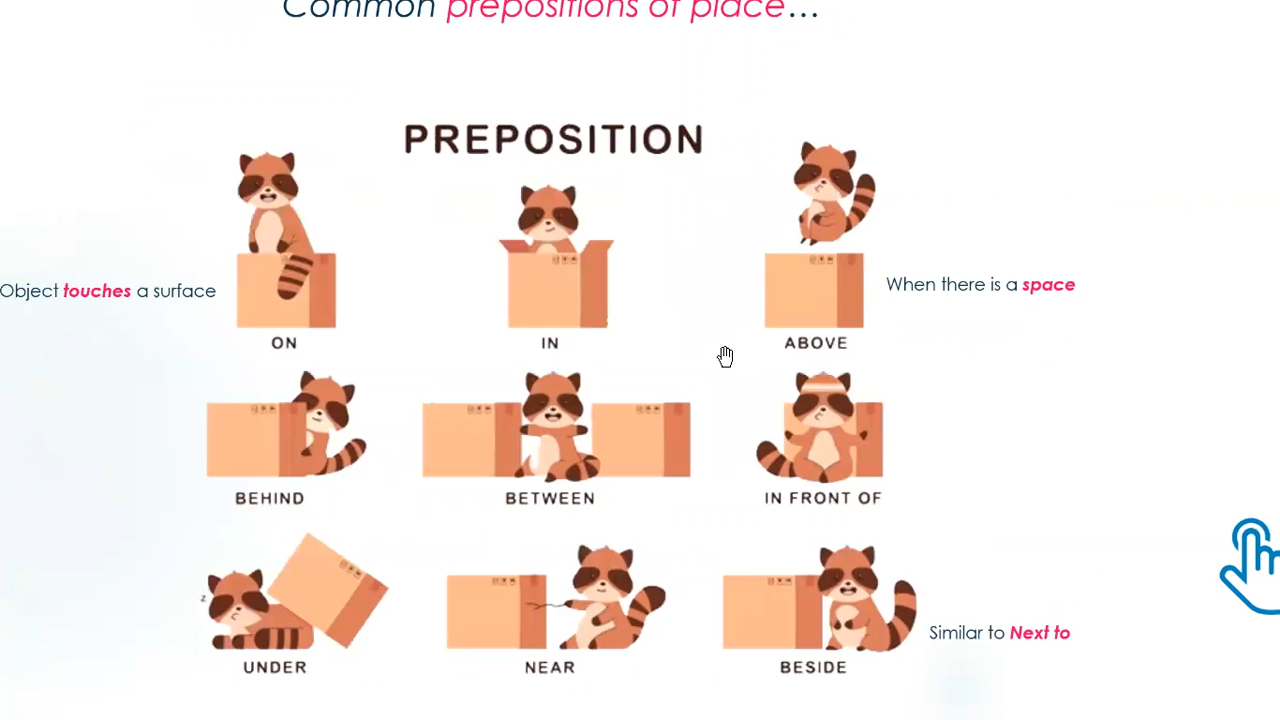 Common prepositions of place...
PREPOSITION
Object touches a surface
When there is a space
ON
IN
ABOVE
BEHIND
BETWEEN
IN FRONT OF
z
Similar to Next to
UNDER
NEAR
BESIDE